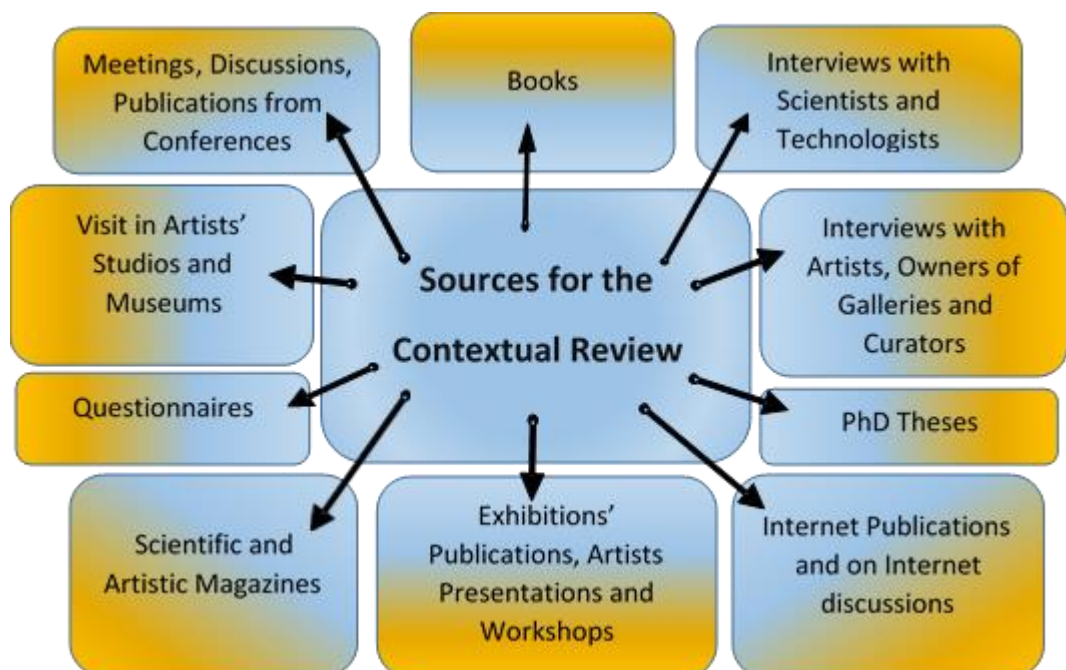 Meetings, Discussions,
Publications from
Conferences
Books
Interviews with
Scientists and
Technologists
Visit in Artists’
Studios and
Museums
Sources for the
Contextual Review
Interviews with
Artists, Owners of
Galleries and
Curators
Questionnaires
PhD Theses
Scientific and
Artistic Magazines
Exhibitions’
Publications, Artists
Presentations and
Workshops
Internet Publications
and on Internet
discussions